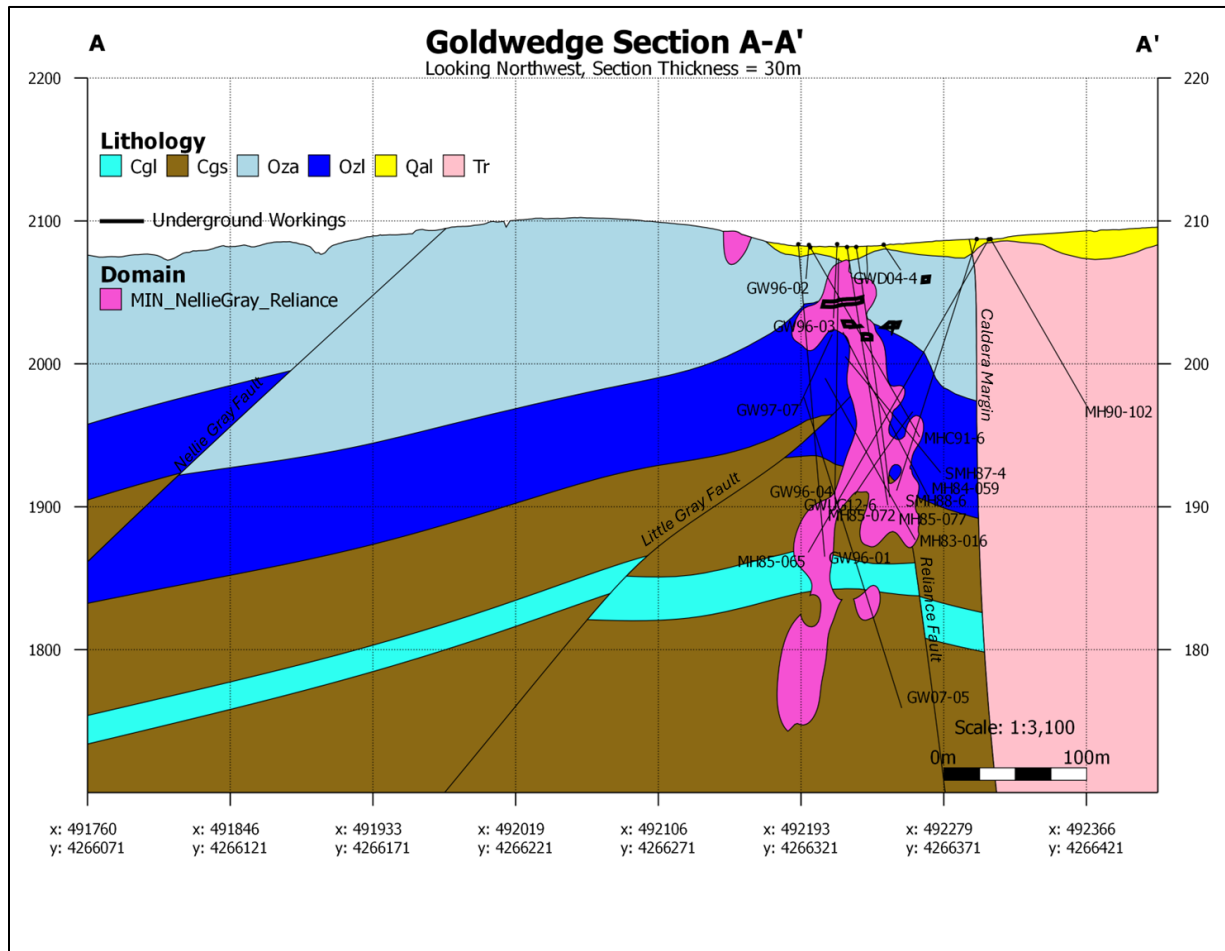 A
Goldwedge Section A-A'
A'
Looking Northwest, Section Thickness = 30m
2200
220
Lithology
Cgl Cgs Oza Ozl Qal Tr
Underground Workings
2100
210
Domain
MIN_NellieGray_Reliance
GW96-02
GWD04-4
GW96-03
2000
200
Caldera Margin
Nellie Gray Fault
GW97-07
MH90-102
MHC91-6
SMH87-4
MH84-059
GW96-04
SMH88-6
GWUG12-6
1900
190
MH85-072
MH85-077
Little Gray Fault
MH83-016
MH85-065
GW96-01
Reliance Fault
1800
180
GW07-05
Scale: 1:3,100
0m 100m
x: 491760 x: 491846 x: 491933 x: 492019 x: 492106 x: 492193 x: 492279 x: 492366
y: 4266071 y: 4266121 y: 4266171 y: 4266221 y: 4266271 y: 4266321 y: 4266371 y: 4266421